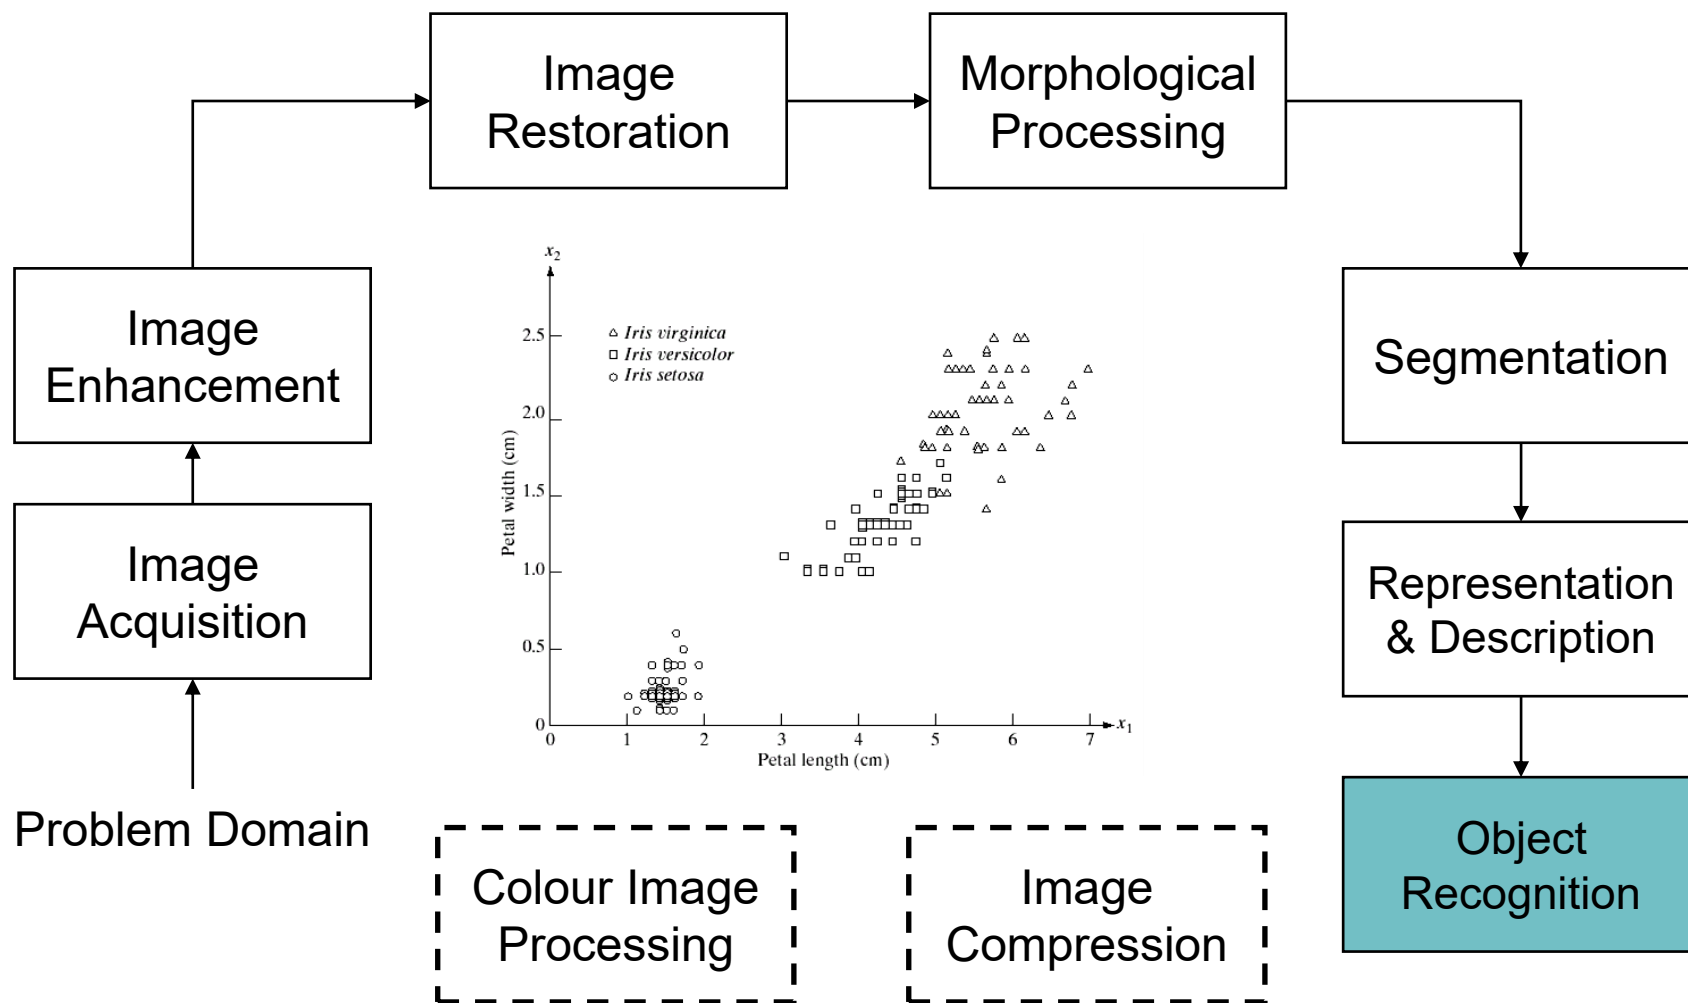 Image
Restoration
Morphological
Processing
Image
Enhancement
Segmentation
Image
Acquisition
Representation
& Description
Problem Domain
Object
Recognition
Colour Image
Processing
Image
Compression
x2
Iris virginica
Iris versicolor
Iris setosa
2.5
2.0
1.5
1.0
0.5
0
Petal width (cm)
0 1 2 3 4 5 6 7
x1
Petal length (cm)